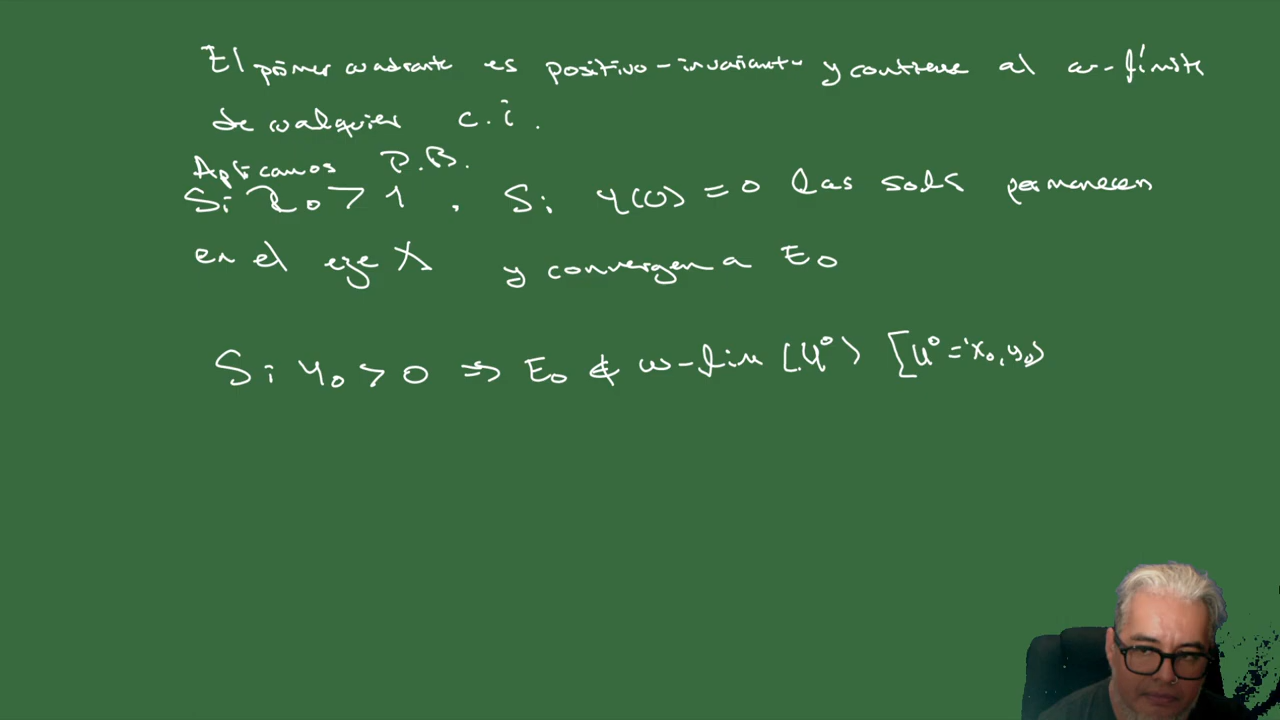 El primer cuadrante es positivo-invariante y contiene al ω-límite
de cualquier c.i.
Aplicamos P.B.
Si R₀ > 1. Si Y(0) = 0 las sols permanecen
en el eje X y convergen a E₀
Si Y₀ > 0 ⇒ E₀ ∉ ω-lim (U⁰) [U⁰ = (x₀, y₀)